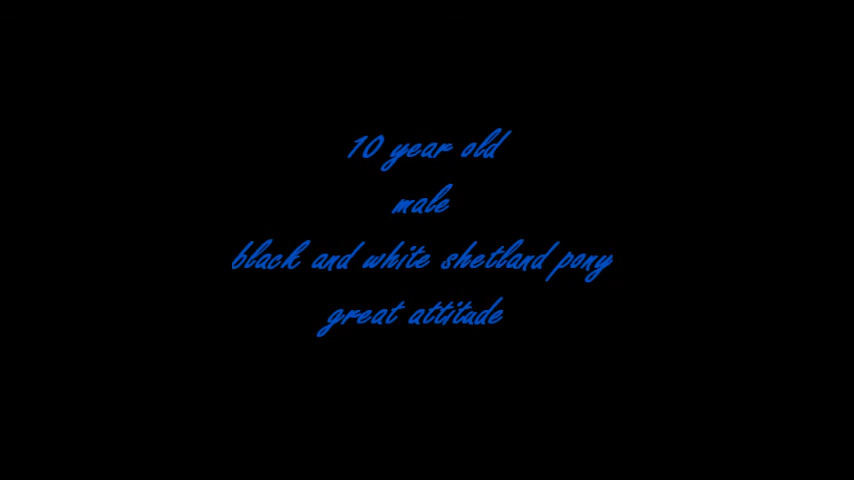 10 year old
male
black and white shetland pony
great attitude